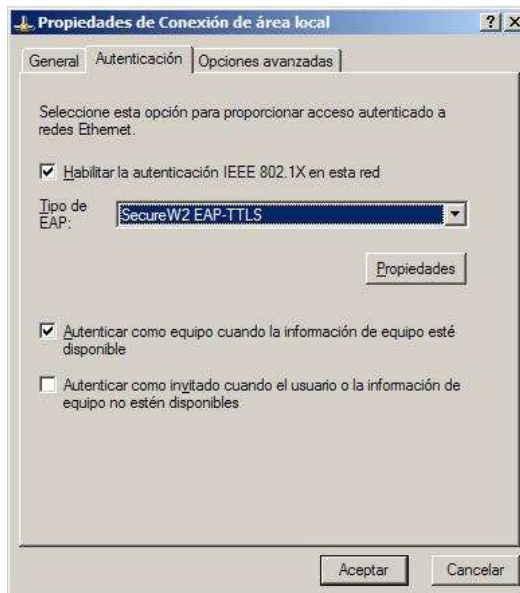 Propiedades de Conexión de área local
General
Autenticación
Opciones avanzadas
Seleccione esta opción para proporcionar acceso autenticado a
redes Ethernet.
Habilitar la autenticación IEEE 802.1X en esta red
Tipo de
EAP:
SecureW2 EAP-TTLS
Propiedades
Autenticar como equipo cuando la información de equipo esté
disponible
Autenticar como invitado cuando el usuario o la información de
equipo no estén disponibles
Aceptar
Cancelar